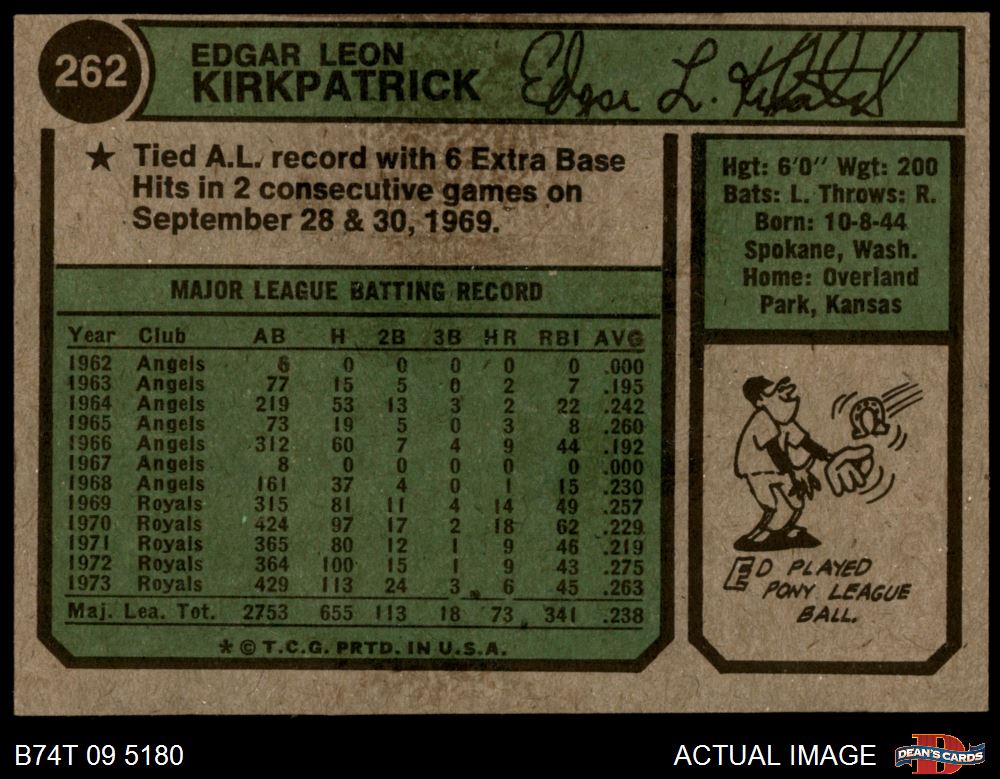 262
EDGAR LEON
KIRKPATRICK
Edgar L. Kirkpatrick
★ Tied A.L. record with 6 Extra Base
Hits in 2 consecutive games on
September 28 & 30, 1969.
MAJOR LEAGUE BATTING RECORD
Year Club AB H 2B 3B HR RBI AVG
1962 Angels 6 0 0 0 0 0 .000
1963 Angels 77 15 5 0 2 7 .195
1964 Angels 219 53 13 3 2 22 .242
1965 Angels 73 19 5 0 3 8 .260
1966 Angels 312 60 7 4 9 44 .192
1967 Angels 8 0 0 0 0 0 .000
1968 Angels 161 37 4 0 1 15 .230
1969 Royals 315 81 11 4 14 49 .257
1970 Royals 424 97 17 2 18 62 .229
1971 Royals 365 80 12 1 9 46 .219
1972 Royals 364 100 15 1 9 43 .275
1973 Royals 429 113 24 3 6 45 .263
Maj. Lea. Tot. 2753 655 113 18 73 341 .238
* © T.C.G. PRTD. IN U.S.A.
Hgt: 6'0" Wgt: 200
Bats: L. Throws: R.
Born: 10-8-44
Spokane, Wash.
Home: Overland
Park, Kansas
ED PLAYED
PONY LEAGUE
BALL.
B74T 09 5180
ACTUAL IMAGE
DEAN'S CARDS